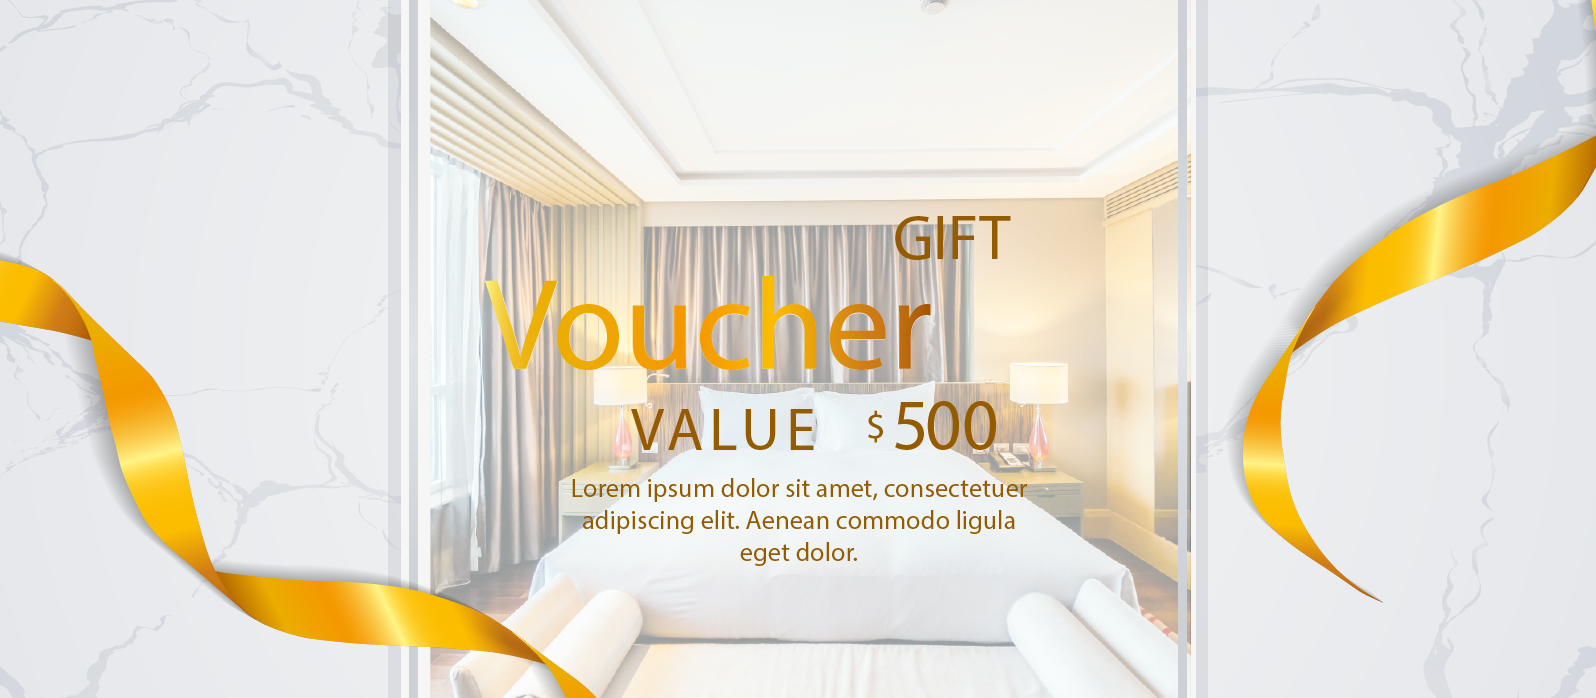 GIFT
Voucher
VALUE $ 500
Lorem ipsum dolor sit amet, consectetuer
adipiscing elit. Aenean commodo ligula
eget dolor.